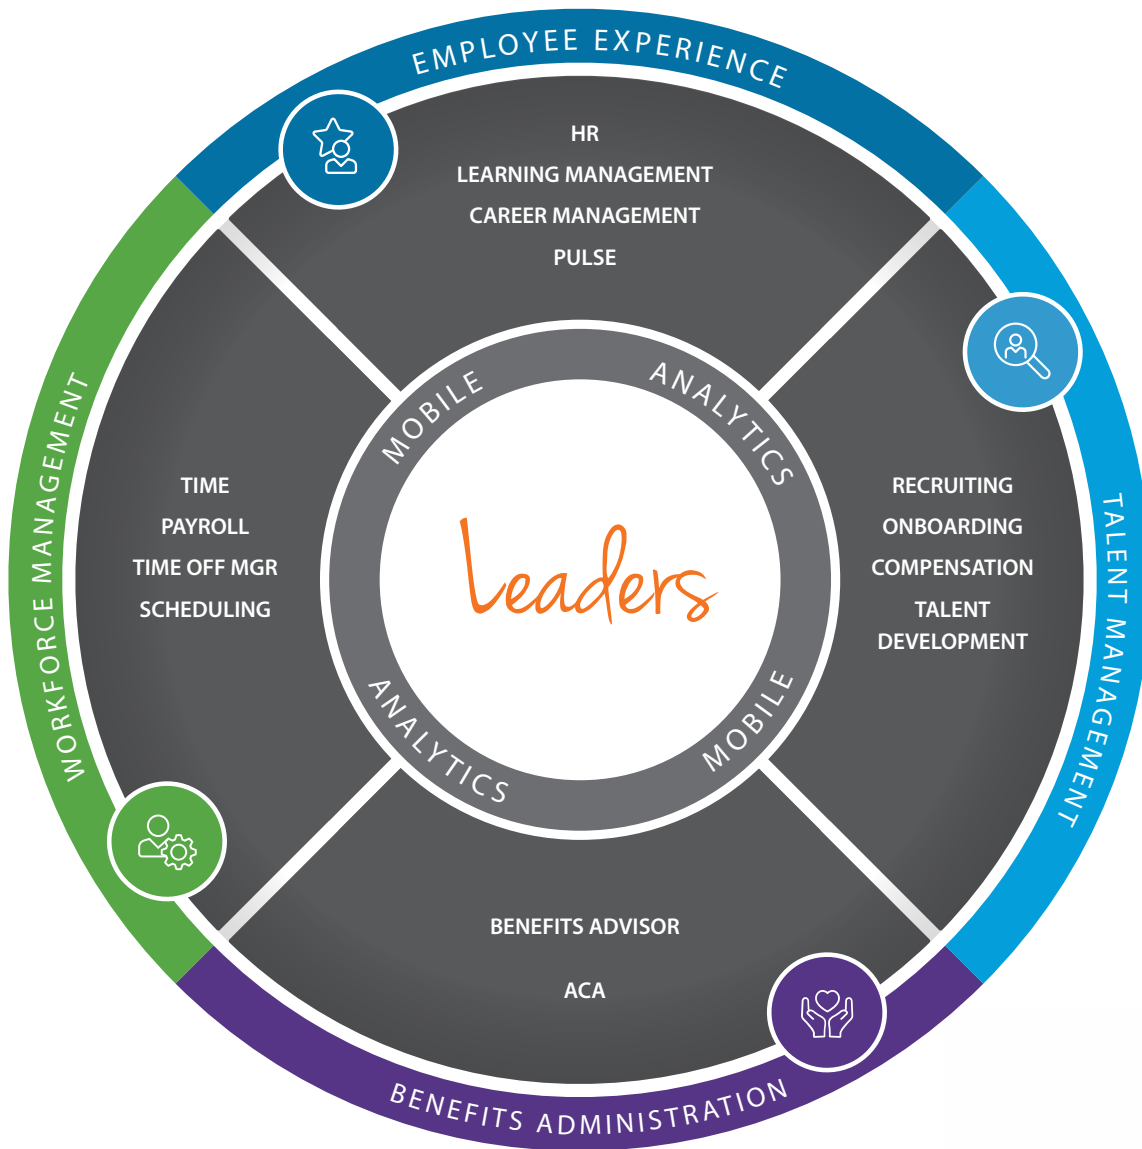 EMPLOYEE EXPERIENCE
HR
LEARNING MANAGEMENT
CAREER MANAGEMENT
PULSE
MOBILE
ANALYTICS
WORKFORCE MANAGEMENT
TIME
PAYROLL
TIME OFF MGR
SCHEDULING
Leaders
RECRUITING
ONBOARDING
COMPENSATION
TALENT
DEVELOPMENT
TALENT MANAGEMENT
ANALYTICS
MOBILE
BENEFITS ADVISOR
ACA
BENEFITS ADMINISTRATION